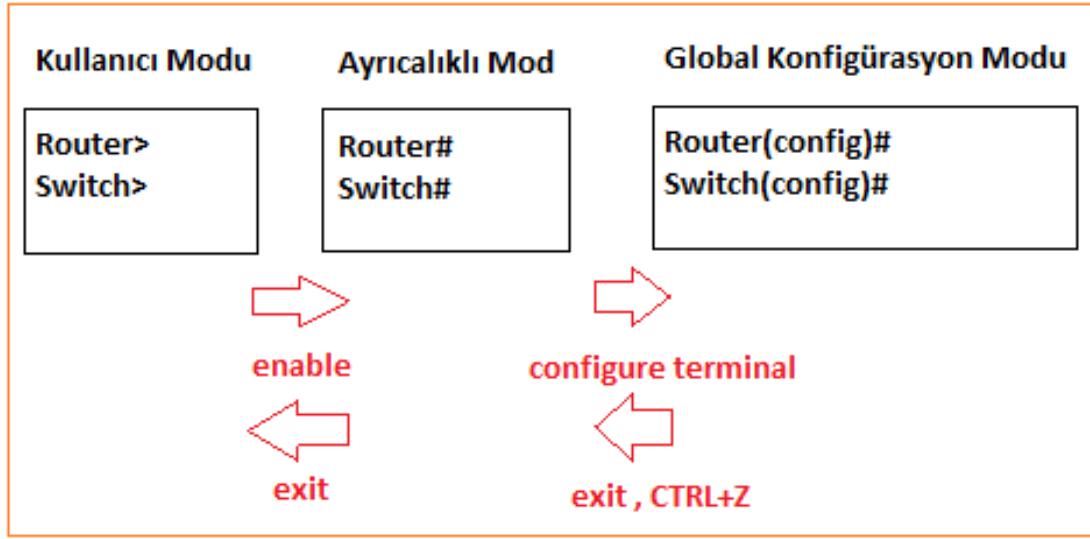 Kullanıcı Modu
Ayrıcalıklı Mod
Global Konfigürasyon Modu
Router>
Switch>
Router#
Switch#
Router(config)#
Switch(config)#
enable
configure terminal
exit
exit , CTRL+Z